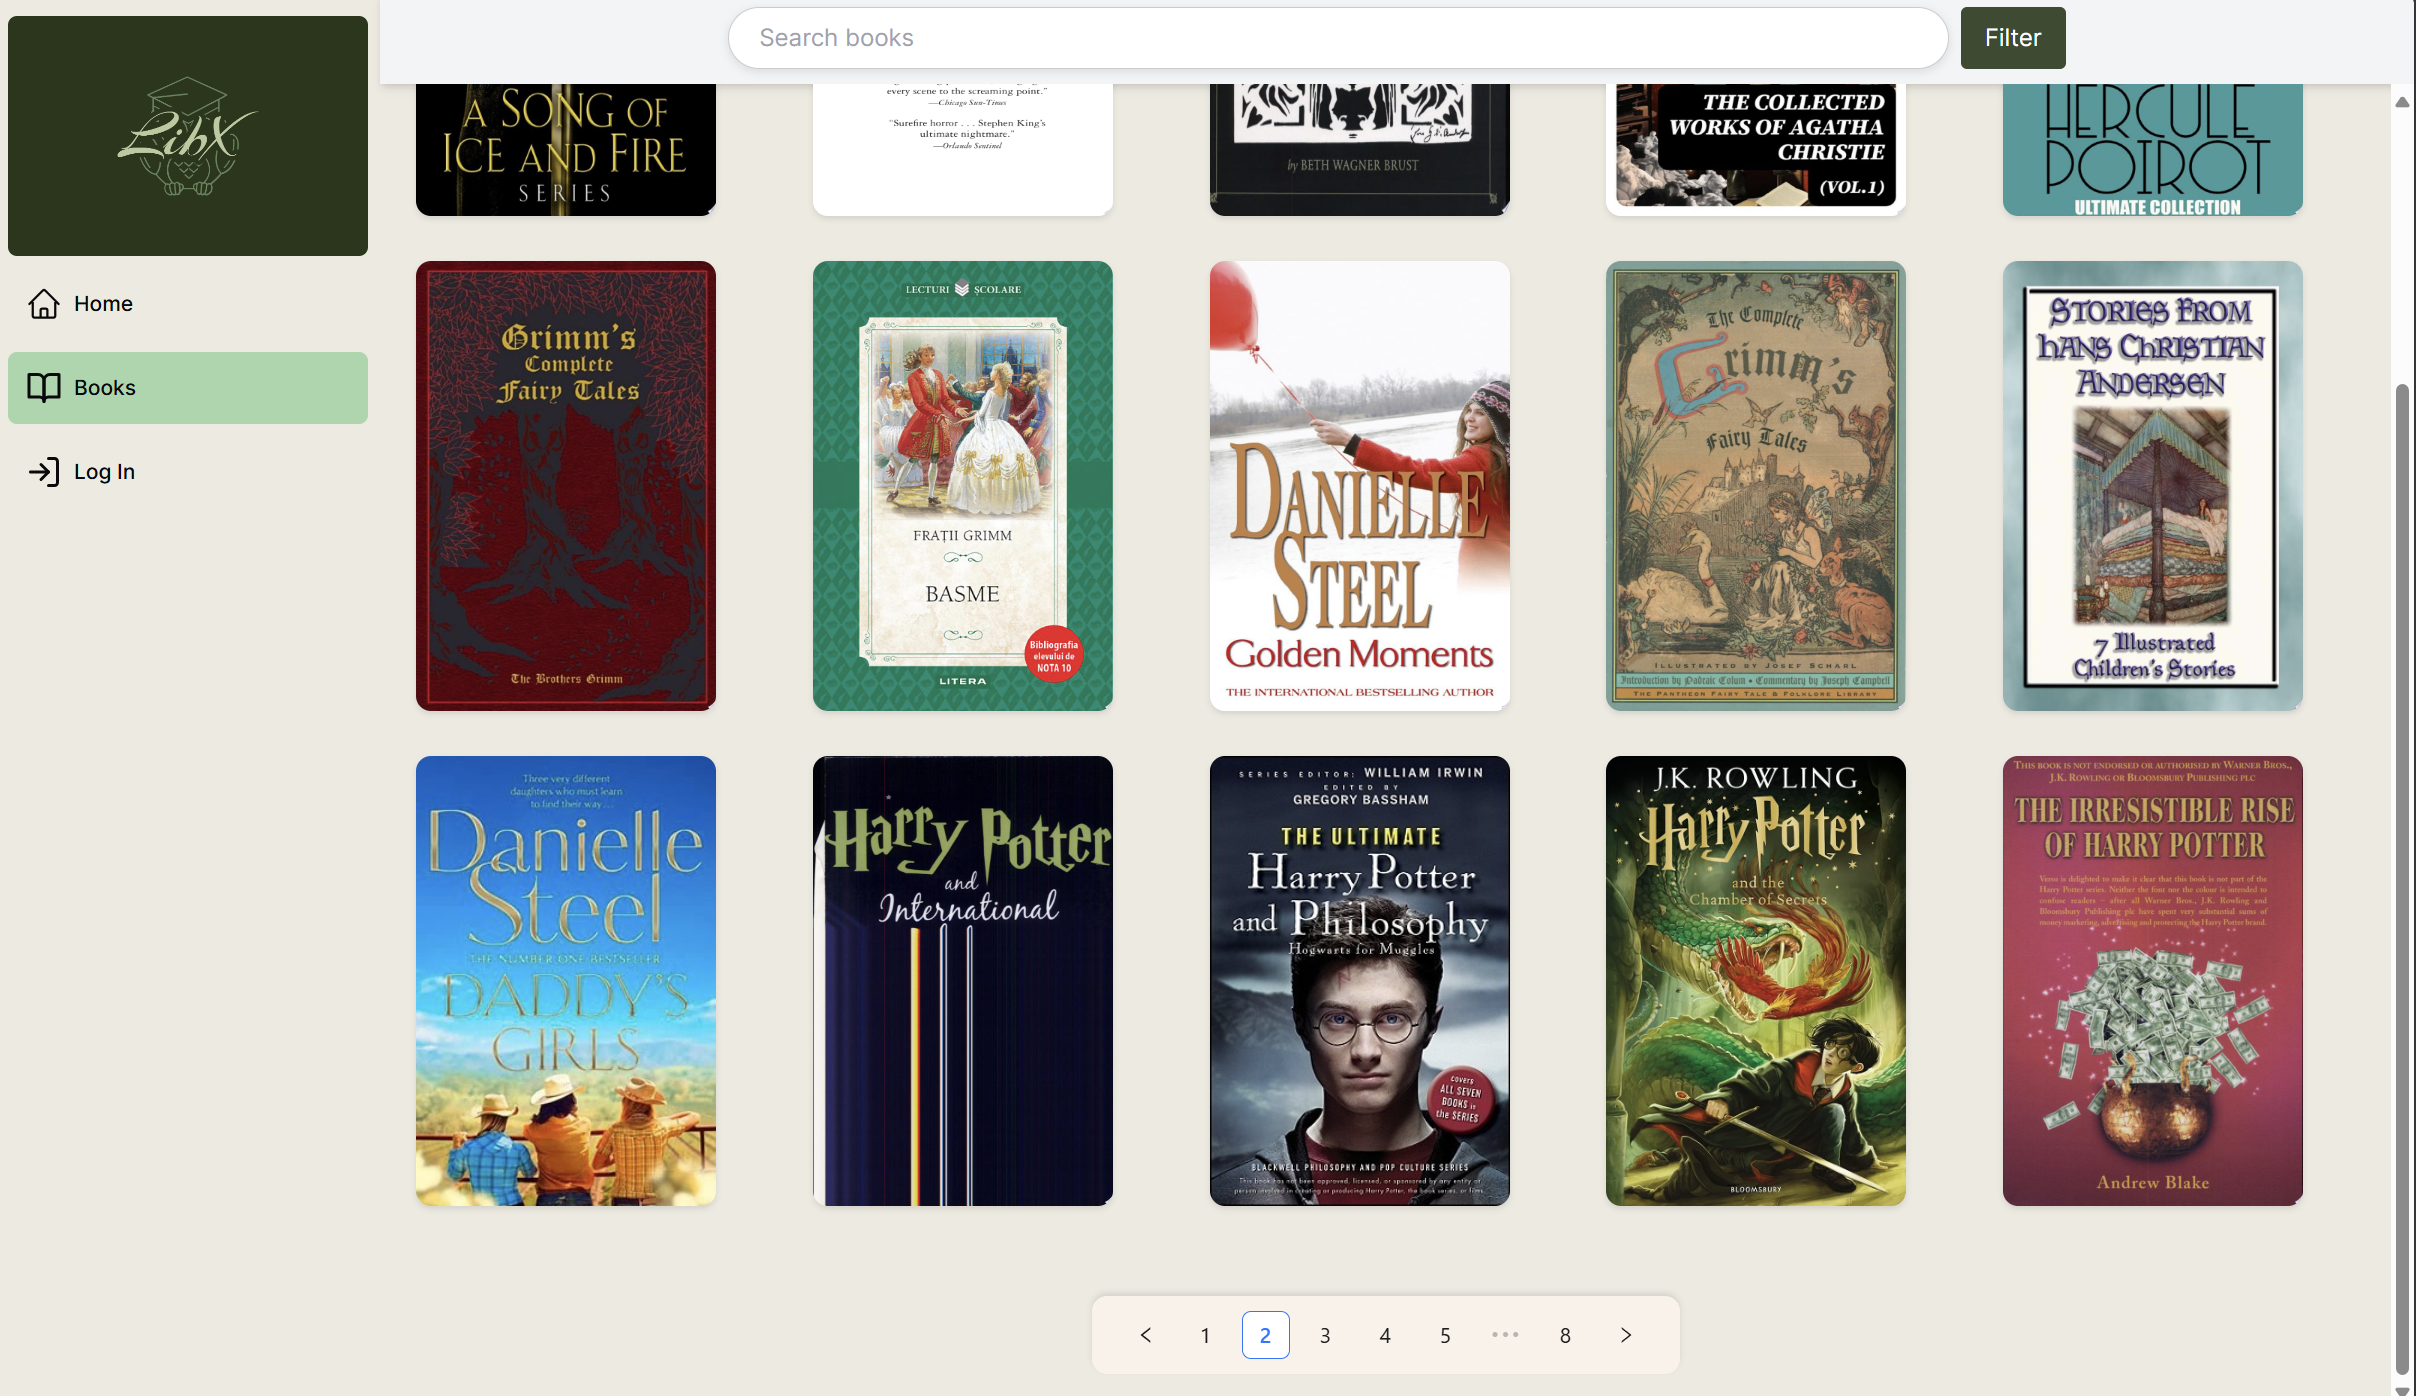 LibX
Search books
Filter
Home
Books
Log In
A SONG OF
ICE AND FIRE
SERIES
every scene to the screaming point."
—Chicago Sun-Times
"Surefire horror . . . Stephen King's
ultimate nightmare."
—Orlando Sentinel
by BETH WAGNER BRUST
THE COLLECTED
WORKS OF AGATHA
CHRISTIE
(VOL.1)
HERCULE
POIROT
ULTIMATE COLLECTION
Grimm's
Complete
Fairy Tales
The Brothers Grimm
LECTURI ȘCOLARE
FRAȚII GRIMM
BASME
Bibliografia
elevului de
NOTA 10
LITERA
DANIELLE
STEEL
Golden Moments
THE INTERNATIONAL BESTSELLING AUTHOR
The Complete
Grimm's
Fairy Tales
ILLUSTRATED BY JOSEF SCHARL
Introduction by Padraic Colum • Commentary by Joseph Campbell
THE PANTHEON FAIRY TALE & FOLKLORE LIBRARY
STORIES FROM
HANS CHRISTIAN
ANDERSEN
7 Illustrated
Children's Stories
Three very different
daughters who must learn
to find their way ...
Danielle
Steel
THE NUMBER ONE BESTSELLER
DADDY'S
GIRLS
Harry Potter
and
International
SERIES EDITOR: WILLIAM IRWIN
EDITED BY
GREGORY BASSHAM
THE ULTIMATE
Harry Potter
and Philosophy
Hogwarts for Muggles
covers
ALL SEVEN
BOOKS in
the SERIES
BLACKWELL PHILOSOPHY AND POP CULTURE SERIES
This book has not been approved, licensed, or sponsored by any entity or
person involved in creating or producing Harry Potter, the book series, or films.
J.K. ROWLING
Harry Potter
and the
Chamber of Secrets
BLOOMSBURY
THIS BOOK IS NOT ENDORSED OR AUTHORISED BY WARNER BROS.,
J.K. ROWLING OR BLOOMSBURY PUBLISHING PLC
THE IRRESISTIBLE RISE
OF HARRY POTTER
Verso is delighted to make it clear that this book is not part of the
Harry Potter series. Neither the font nor the colour is intended to
confuse readers – after all Warner Bros., J.K. Rowling and
Bloomsbury Publishing plc have spent very substantial sums of
money marketing, advertising and protecting the Harry Potter brand.
Andrew Blake
1 2 3 4 5 ••• 8